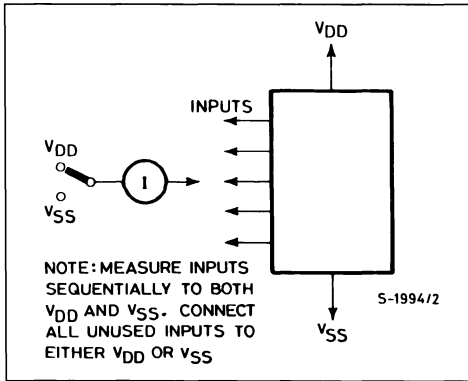 VDD
INPUTS
VDD
I
VSS
NOTE: MEASURE INPUTS
SEQUENTIALLY TO BOTH
VDD AND VSS. CONNECT
ALL UNUSED INPUTS TO
EITHER VDD OR VSS
S-1994/2
VSS